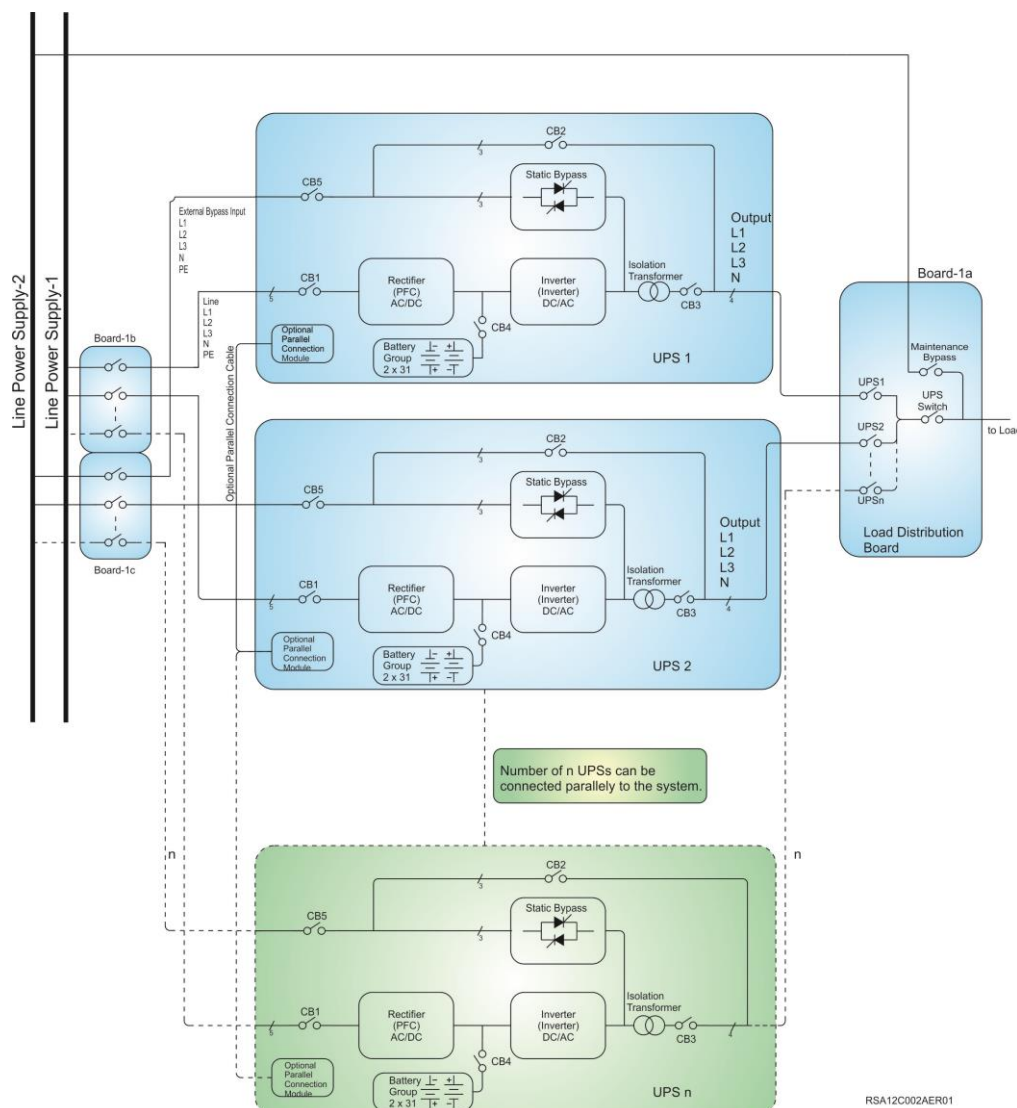 Line Power Supply-2
Line Power Supply-1
Board-1b
Board-1c
External Bypass Input
L1
L2
L3
N
PE
Line
L1
L2
L3
N
PE
Optional Parallel Connection Cable
CB2
3
CB5
3
Static Bypass
Output
L1
L2
L3
N
CB1
5
Rectifier
(PFC)
AC/DC
Inverter
(Inverter)
DC/AC
Isolation
Transformer
CB3
4
CB4
Optional
Parallel
Connection
Module
Battery
Group
2 x 31
UPS 1
Board-1a
Maintenance
Bypass
UPS1
UPS
Switch
UPS2
to Load
UPSn
Load Distribution
Board
CB2
3
CB5
3
Static Bypass
Output
L1
L2
L3
N
CB1
5
Rectifier
(PFC)
AC/DC
Inverter
(Inverter)
DC/AC
Isolation
Transformer
CB3
4
CB4
Optional
Parallel
Connection
Module
Battery
Group
2 x 31
UPS 2
Number of n UPSs can be
connected parallely to the system.
n
n
CB2
3
CB5
3
Static Bypass
CB1
5
Rectifier
(PFC)
AC/DC
Inverter
(Inverter)
DC/AC
Isolation
Transformer
CB3
4
CB4
Optional
Parallel
Connection
Module
Battery
Group
2 x 31
UPS n
RSA12C002AER01